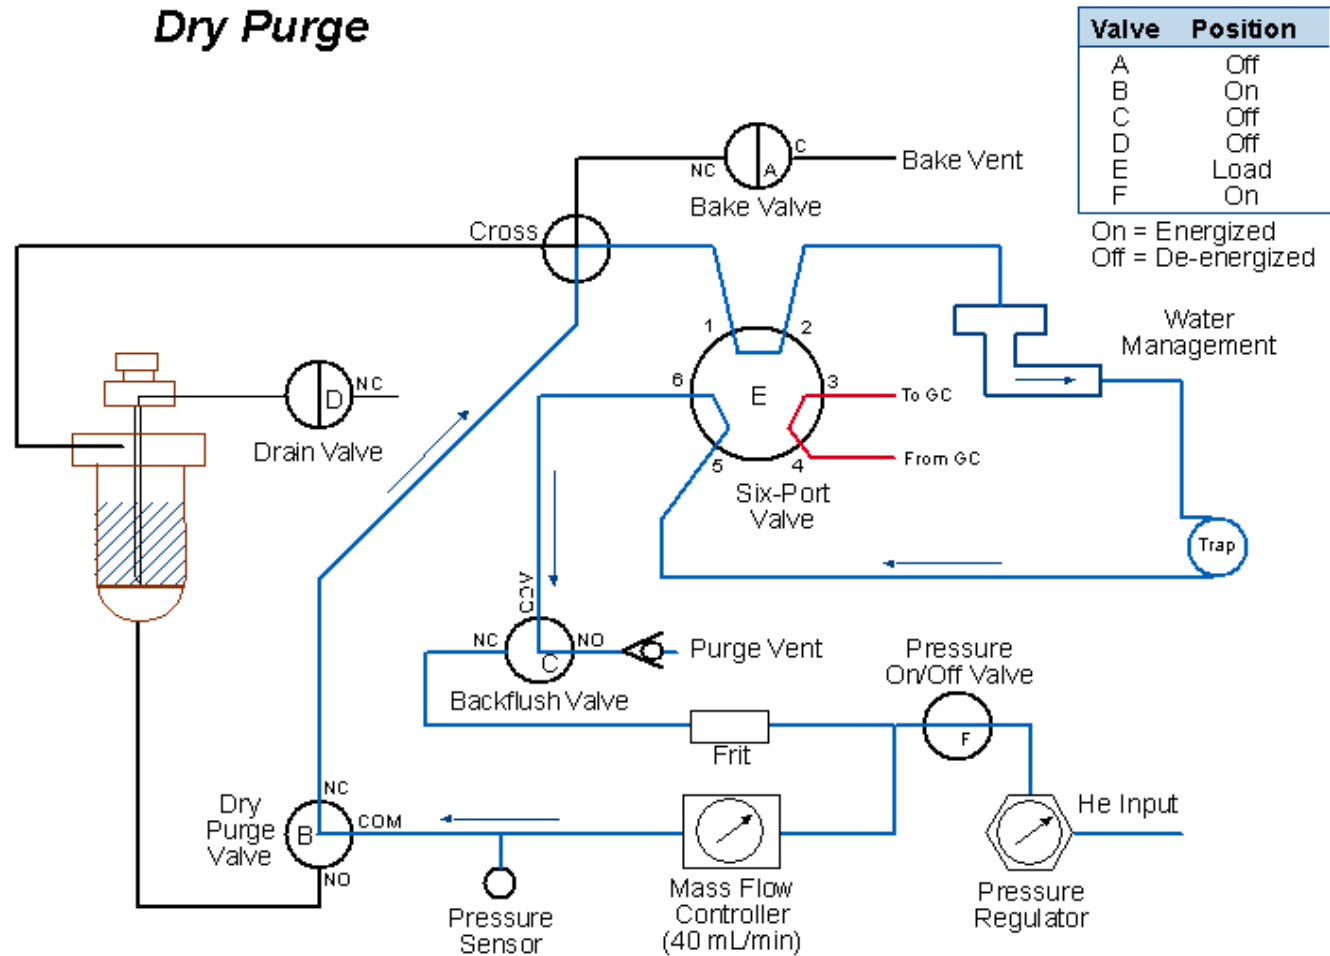 Dry Purge
Valve Position
A Off
B On
C Off
D Off
E Load
F On
On = Energized
Off = De-energized
C
NC
A
Bake Vent
Bake Valve
Cross
1
2
Water
Management
NC
D
Drain Valve
6
E
3
To GC
5
4
From GC
Six-Port
Valve
Trap
COM
NC
NO
C
Purge Vent
Backflush Valve
Pressure
On/Off Valve
F
Frit
NC
Dry
Purge
Valve
B
COM
NO
He Input
Mass Flow
Controller
(40 mL/min)
Pressure
Sensor
Pressure
Regulator